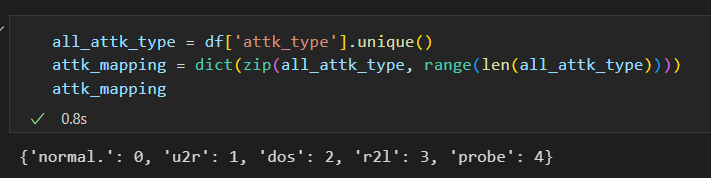 all_attk_type = df['attk_type'].unique()
attk_mapping = dict(zip(all_attk_type, range(len(all_attk_type))))
attk_mapping
0.8s
{'normal.': 0, 'u2r': 1, 'dos': 2, 'r2l': 3, 'probe': 4}